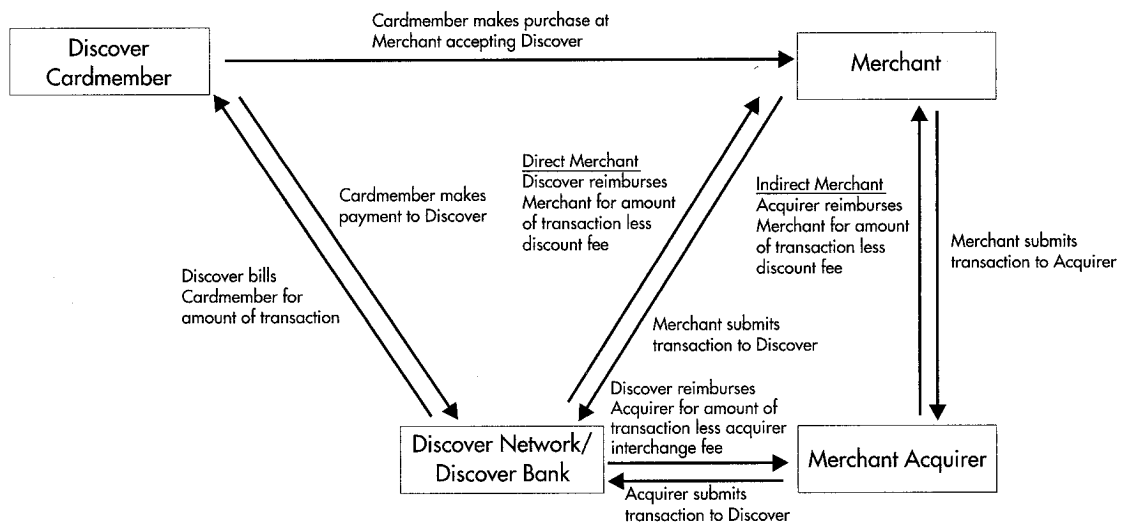 Cardmember makes purchase at
Merchant accepting Discover
Discover
Cardmember
Merchant
Direct Merchant
Discover reimburses
Merchant for amount
of transaction less
discount fee
Indirect Merchant
Acquirer reimburses
Merchant for amount
of transaction less
discount fee
Cardmember makes
payment to Discover
Merchant submits
transaction to Acquirer
Discover bills
Cardmember for
amount of transaction
Merchant submits
transaction to Discover
Discover reimburses
Acquirer for amount of
transaction less acquirer
interchange fee
Discover Network/
Discover Bank
Merchant Acquirer
Acquirer submits
transaction to Discover